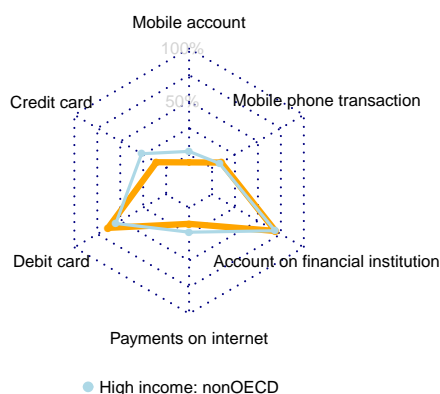 Mobile account
100%
Credit card
50%
Mobile phone transaction
Debit card
Account on financial institution
Payments on internet
High income: nonOECD